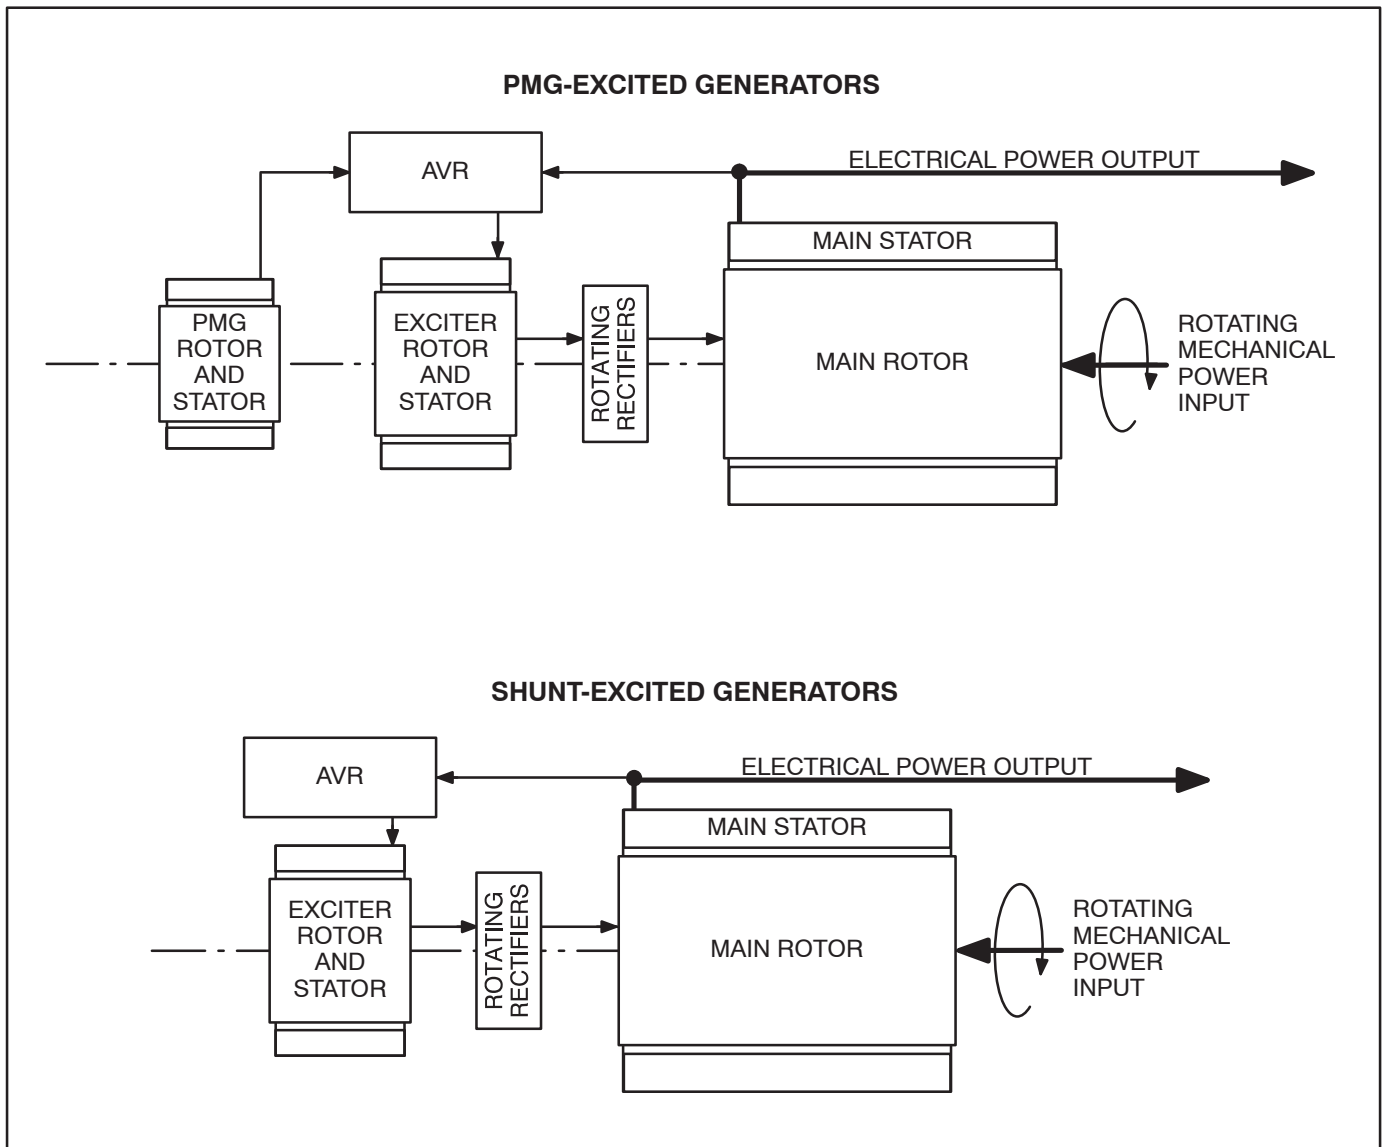 PMG-EXCITED GENERATORS
AVR
ELECTRICAL POWER OUTPUT
MAIN STATOR
PMG
ROTOR
AND
STATOR
EXCITER
ROTOR
AND
STATOR
ROTATING
RECTIFIERS
MAIN ROTOR
ROTATING
MECHANICAL
POWER
INPUT
SHUNT-EXCITED GENERATORS
AVR
ELECTRICAL POWER OUTPUT
MAIN STATOR
EXCITER
ROTOR
AND
STATOR
ROTATING
RECTIFIERS
MAIN ROTOR
ROTATING
MECHANICAL
POWER
INPUT